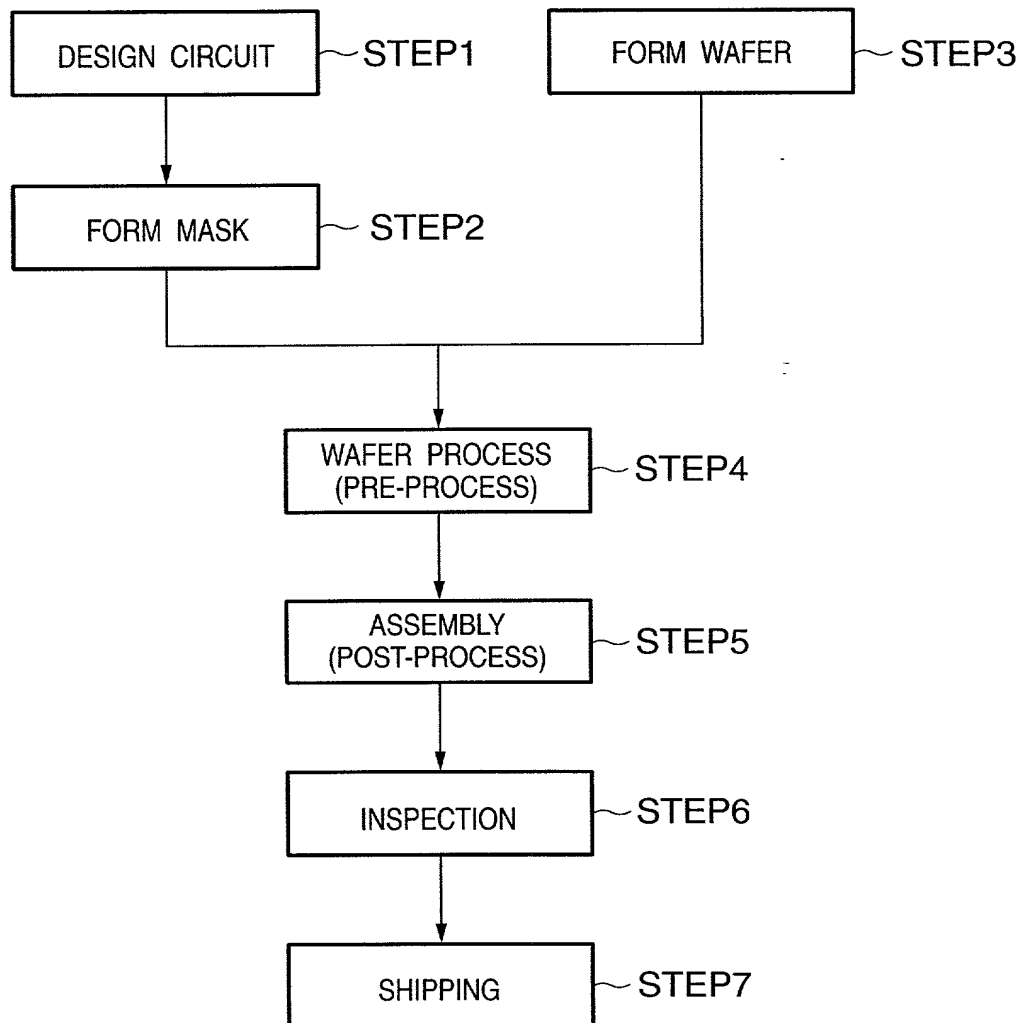 DESIGN CIRCUIT
STEP1
FORM WAFER
STEP3
FORM MASK
STEP2
WAFER PROCESS
(PRE-PROCESS)
STEP4
ASSEMBLY
(POST-PROCESS)
STEP5
INSPECTION
STEP6
SHIPPING
STEP7